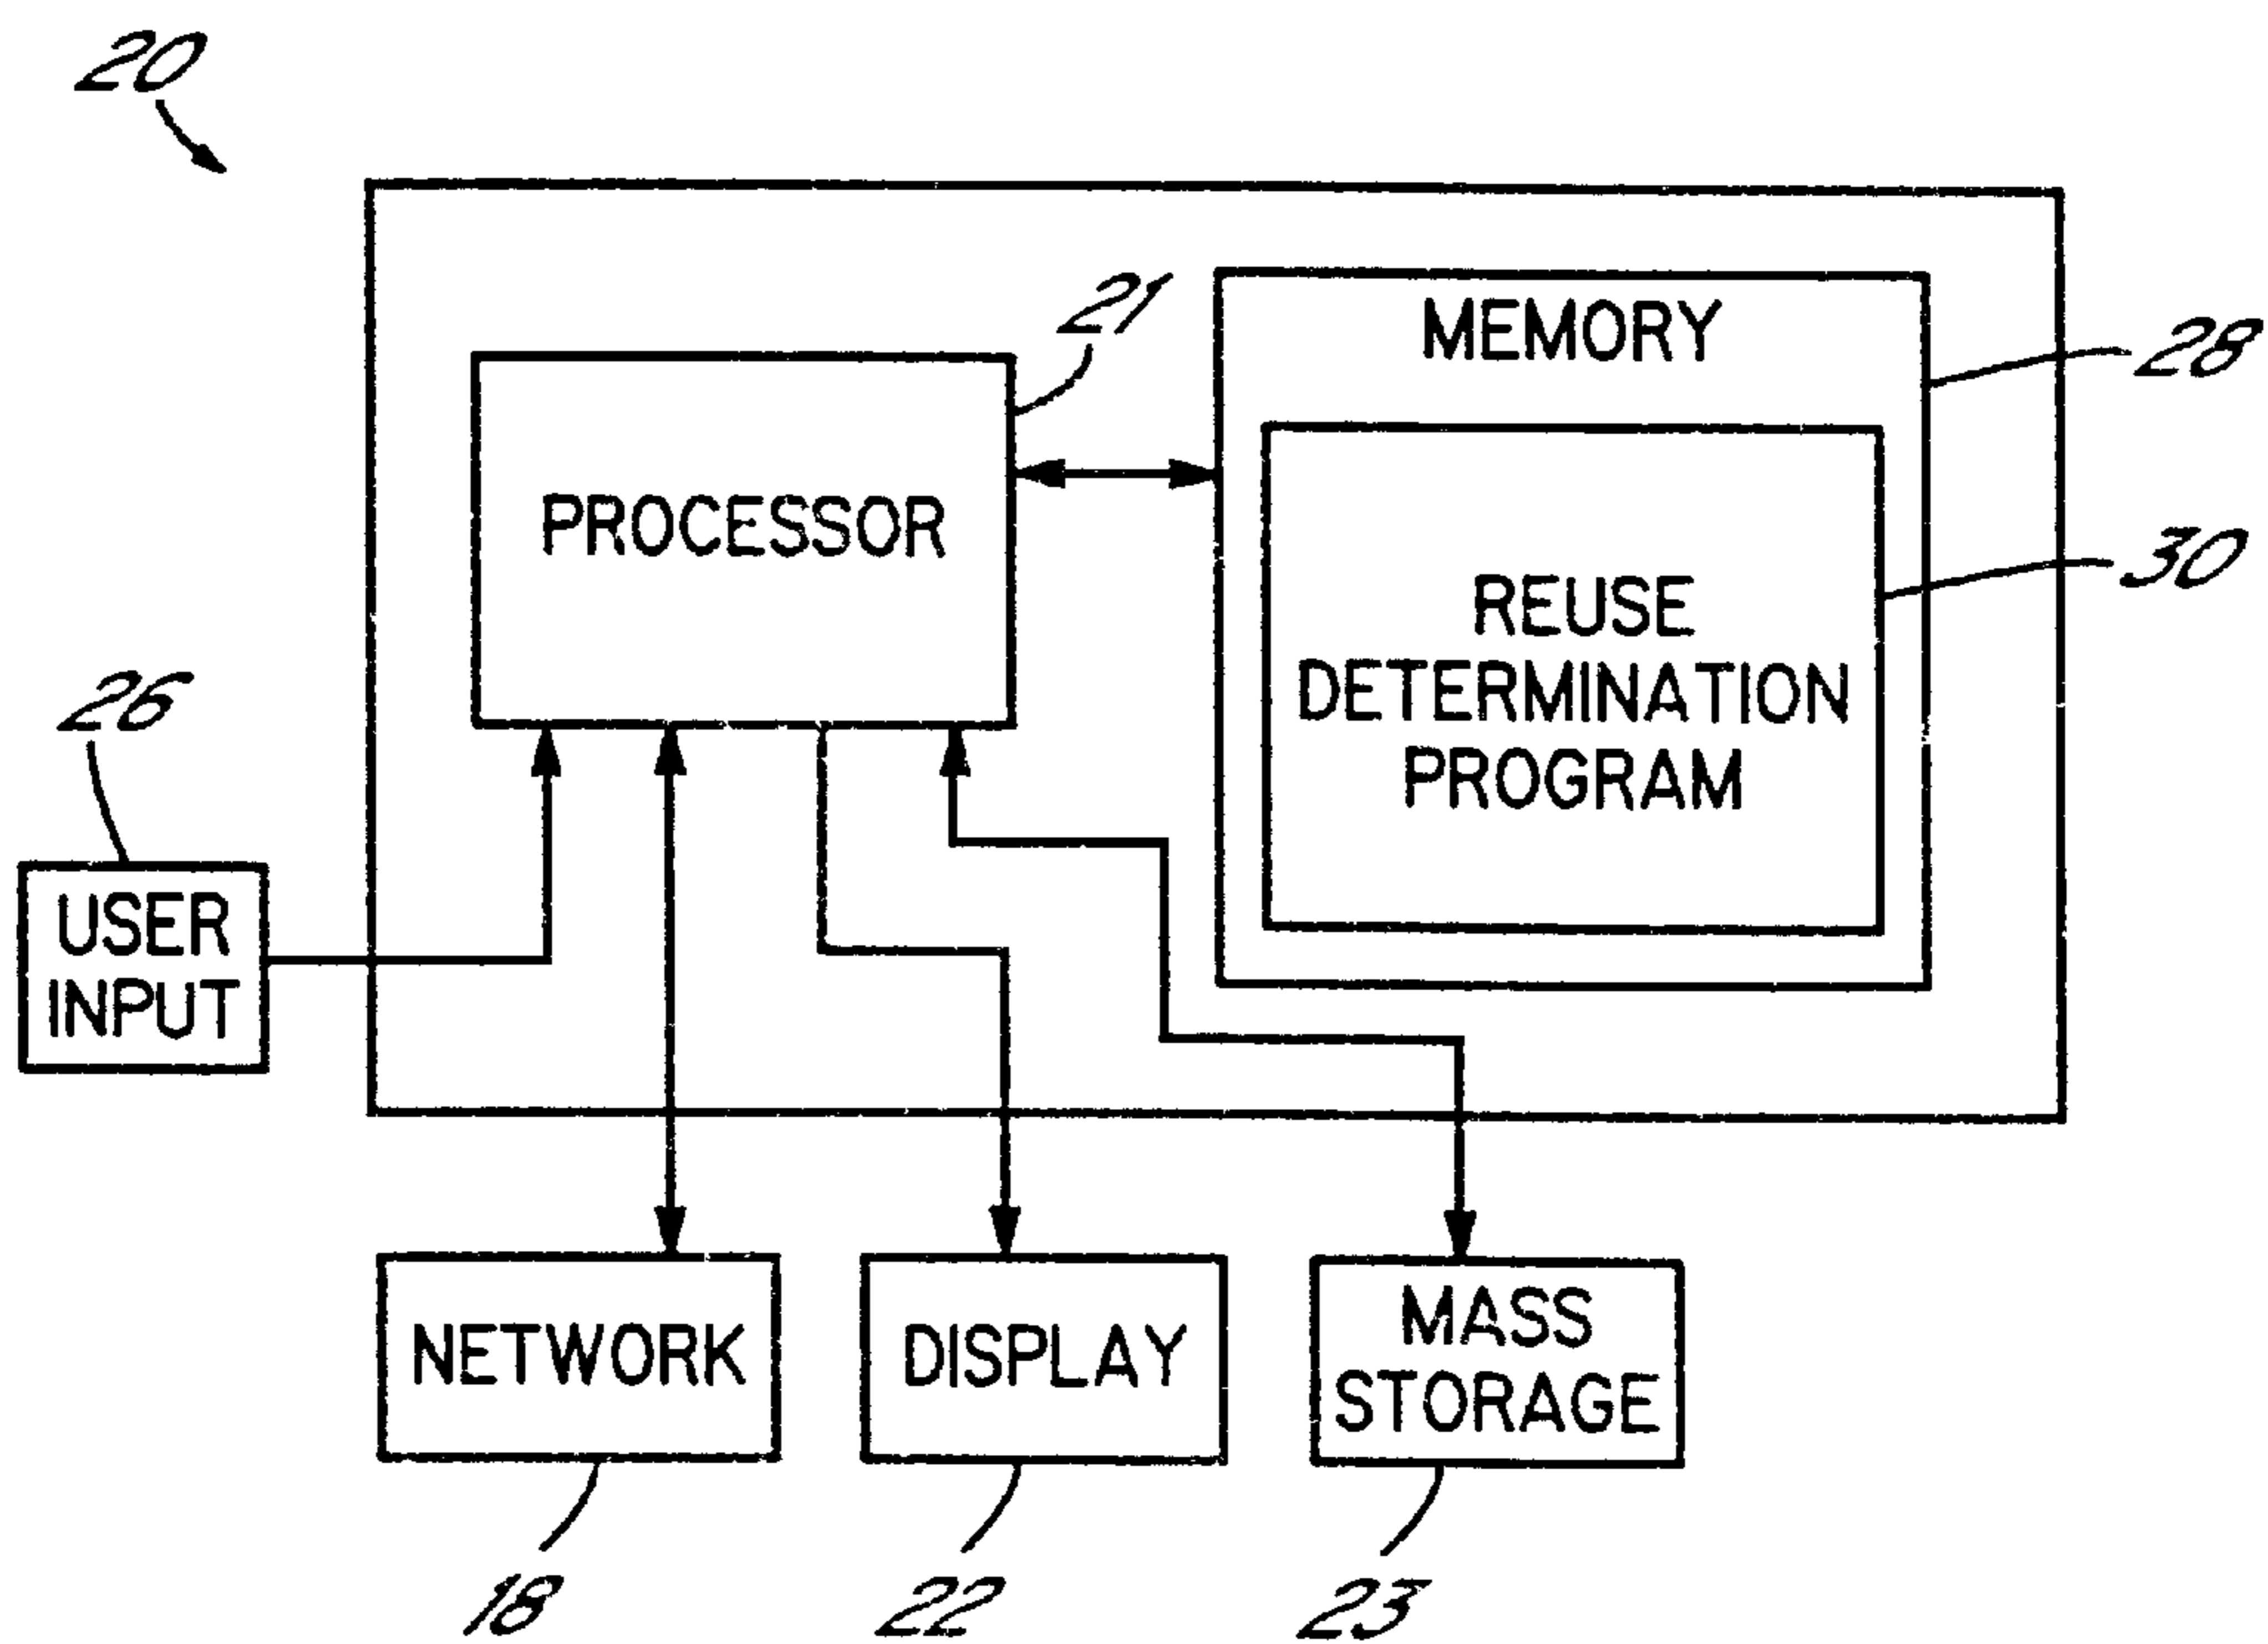 20
21
MEMORY
28
PROCESSOR
30
REUSE
DETERMINATION
PROGRAM
26
USER
INPUT
NETWORK
DISPLAY
MASS
STORAGE
18
22
23